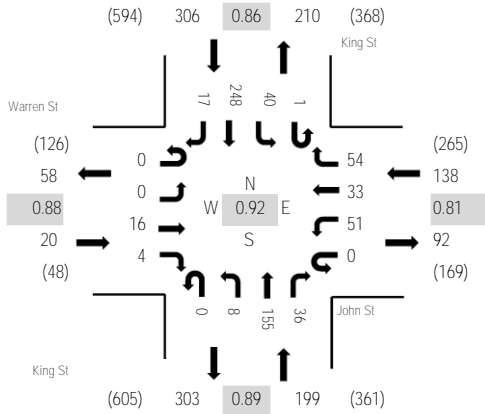 (594) 306 0.86 210 (368)
King St
17 248 40 1
Warren St
(126)
58
0.88
20
(48)
0
0
16
4
N
W 0.92 E
S
54
33
51
0
(265)
138
0.81
92
(169)
0 8 155 36
John St
King St
(605) 303 0.89 199 (361)